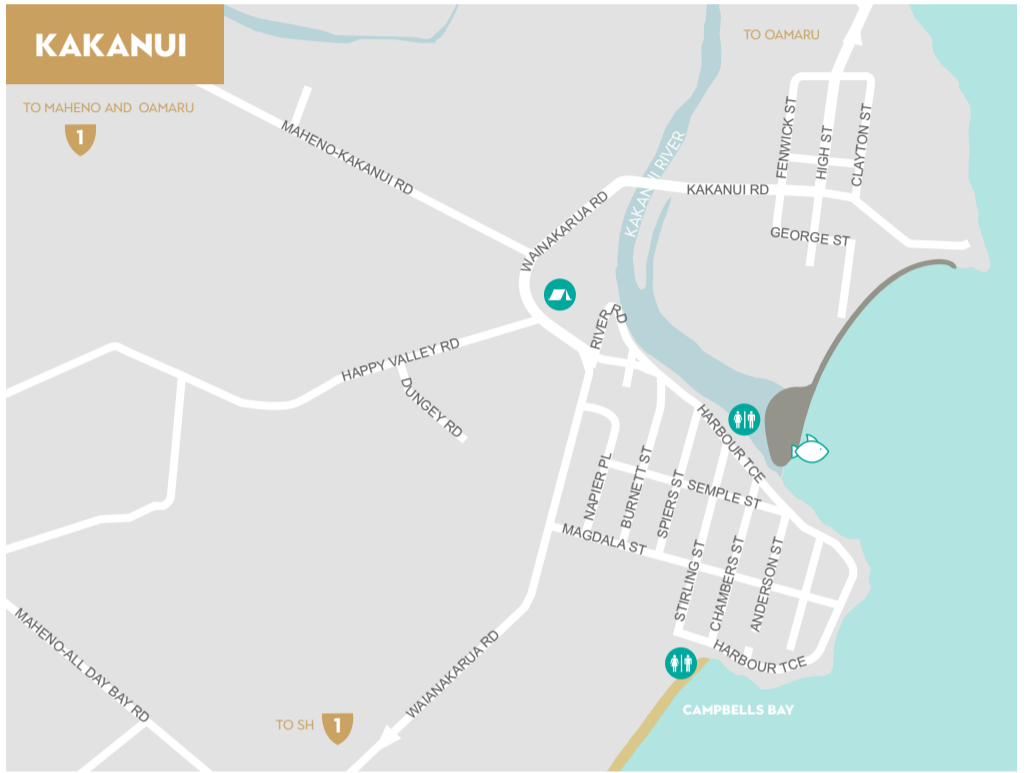 KAKANUI
TO OAMARU
TO MAHENO AND OAMARU
1
MAHENO-KAKANUI RD
FENWICK ST
HIGH ST
CLAYTON ST
KAKANUI RIVER
KAKANUI RD
WAINAKARUA RD
GEORGE ST
RIVER RD
HAPPY VALLEY RD
DUNGEY RD
HARBOUR TCE
NAPIER PL
BURNETT ST
SPIERS ST
SEMPLE ST
MAGDALA ST
STIRLING ST
CHAMBERS ST
ANDERSON ST
MAHENO-ALL DAY BAY RD
WAIANAKARUA RD
HARBOUR TCE
CAMPBELLS BAY
TO SH 1